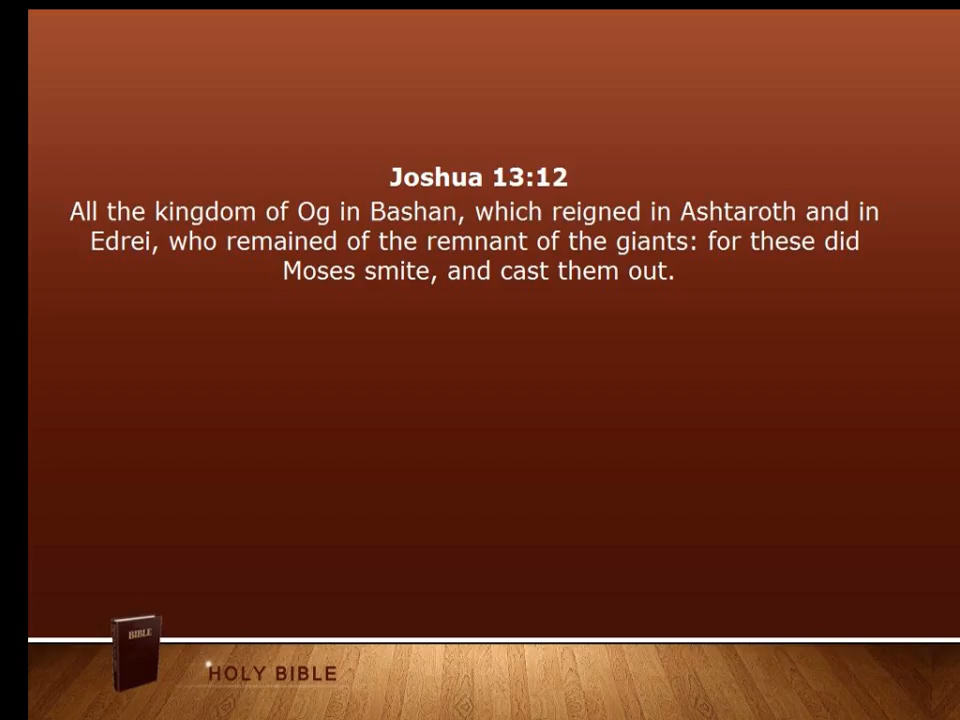 Joshua 13:12
All the kingdom of Og in Bashan, which reigned in Ashtaroth and in
Edrei, who remained of the remnant of the giants: for these did
Moses smite, and cast them out.
BIBLE
HOLY BIBLE